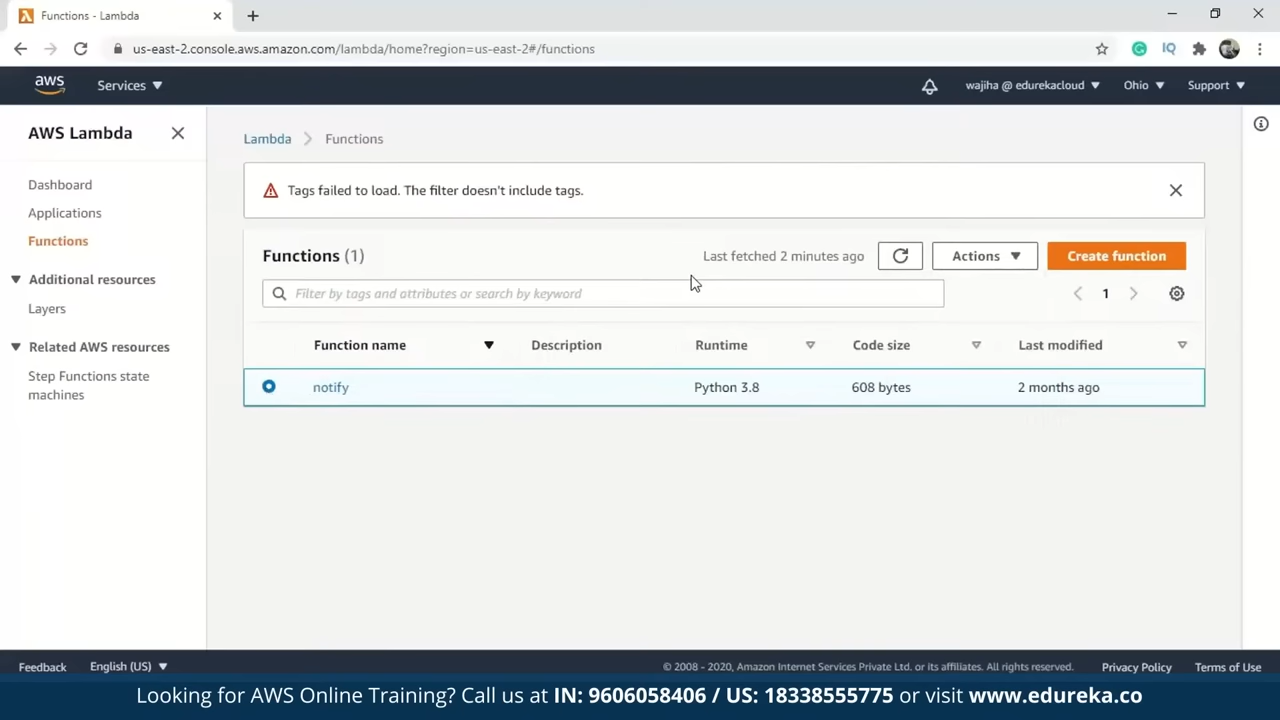 Functions - Lambda
us-east-2.console.aws.amazon.com/lambda/home?region=us-east-2#/functions
IQ
aws Services wajiha @ edurekacloud Ohio Support
AWS Lambda
Dashboard
Applications
Functions
Additional resources
Layers
Related AWS resources
Step Functions state
machines
Lambda Functions
Tags failed to load. The filter doesn't include tags.
Functions (1) Last fetched 2 minutes ago Actions Create function
Filter by tags and attributes or search by keyword 1
Function name Description Runtime Code size Last modified
notify Python 3.8 608 bytes 2 months ago
Feedback English (US) © 2008 - 2020, Amazon Internet Services Private Ltd. or its affiliates. All rights reserved. Privacy Policy Terms of Use
Looking for AWS Online Training? Call us at IN: 9606058406 / US: 18338555775 or visit www.edureka.co